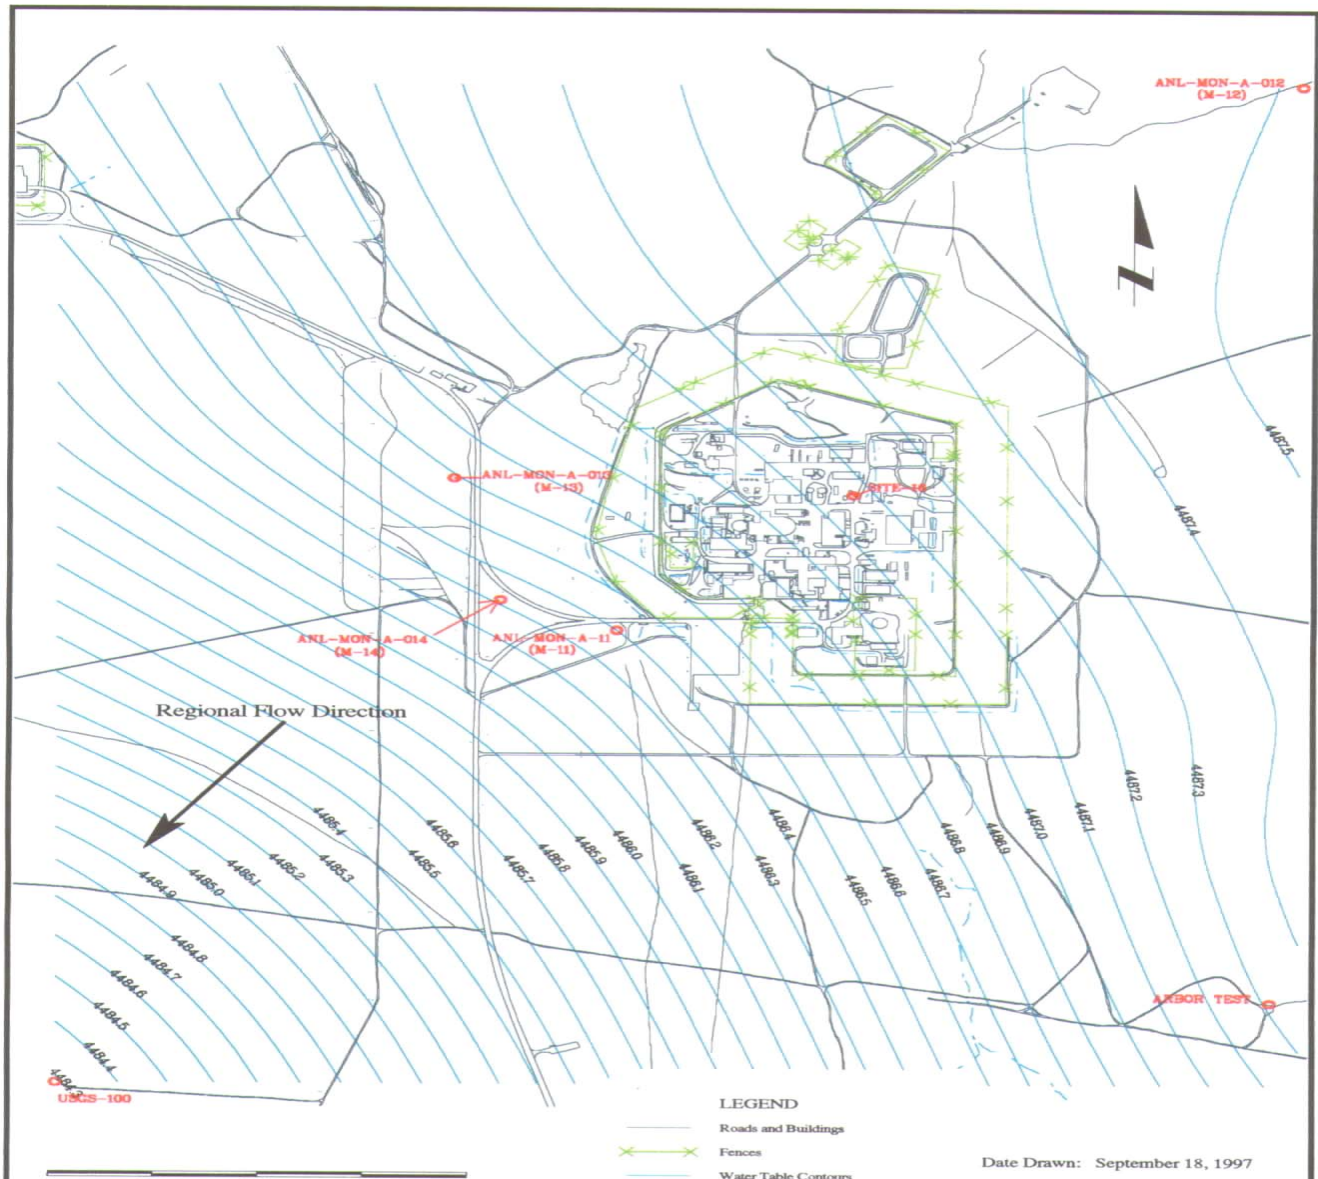 ANL-MON-A-012
(M-12)
N
4487.5
ANL-MON-A-013
(M-13)
SITE-16
4487.4
ANL-MON-A-014
(M-14)
ANL-MON-A-11
(M-11)
Regional Flow Direction
4487.2
4487.3
4485.4
4485.6
4485.9
4486.0
4486.2
4486.4
4486.8
4486.9
4487.0
4487.1
4484.9
4485.0
4485.1
4485.2
4485.3
4485.5
4485.7
4485.8
4486.1
4486.3
4486.5
4486.6
4486.7
4484.8
4484.7
4484.6
4484.5
4484.4
4484.3
ARBOR TEST
USGS-100
LEGEND
Roads and Buildings
Fences
Water Table Contours
Date Drawn: September 18, 1997